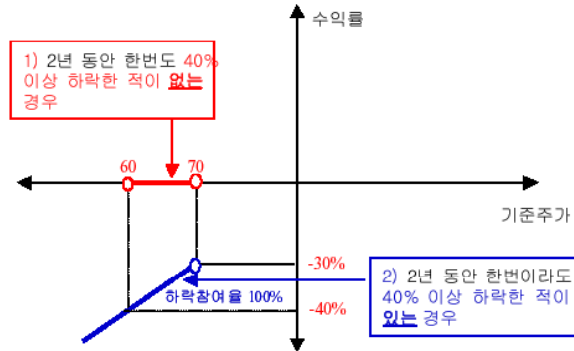 수익률
1) 2년 동안 한번도 40%
이상 하락한 적이 없는
경우
60
70
기준주가
-30%
하락참여율 100%
-40%
2) 2년 동안 한번이라도
40% 이상 하락한 적이
있는 경우